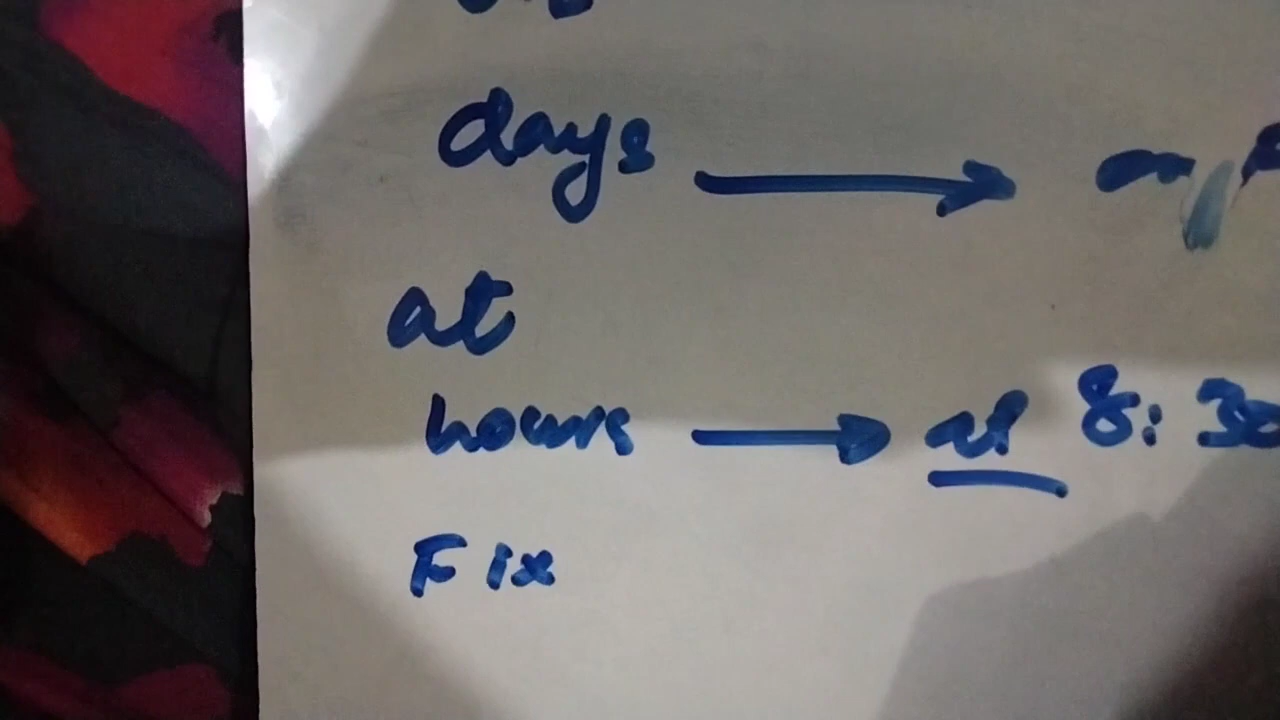 days →
at
hours → at 8:30
Fix